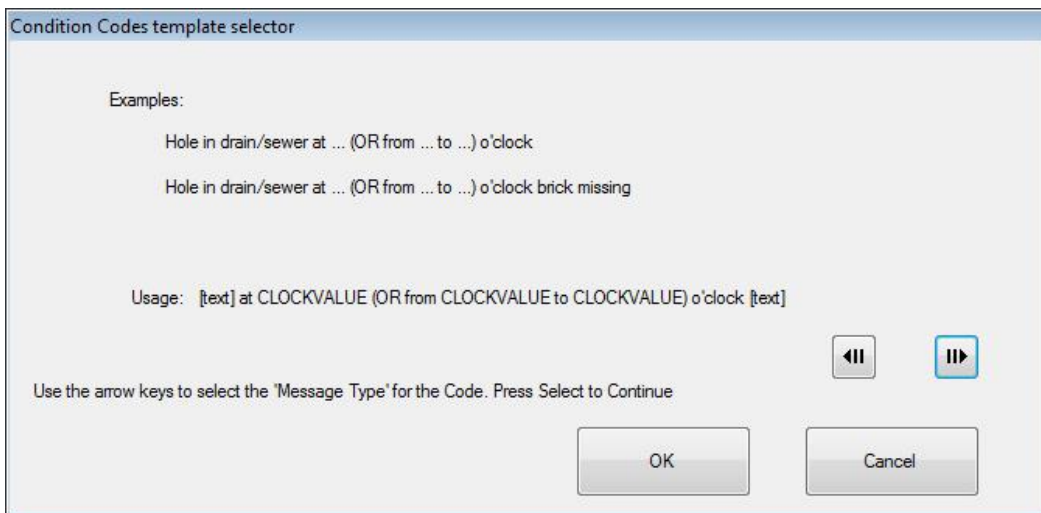 Condition Codes template selector
Examples:
Hole in drain/sewer at ... (OR from ... to ...) o'clock
Hole in drain/sewer at ... (OR from ... to ...) o'clock brick missing
Usage: [text] at CLOCKVALUE (OR from CLOCKVALUE to CLOCKVALUE) o'clock [text]
Use the arrow keys to select the 'Message Type' for the Code. Press Select to Continue
OK Cancel